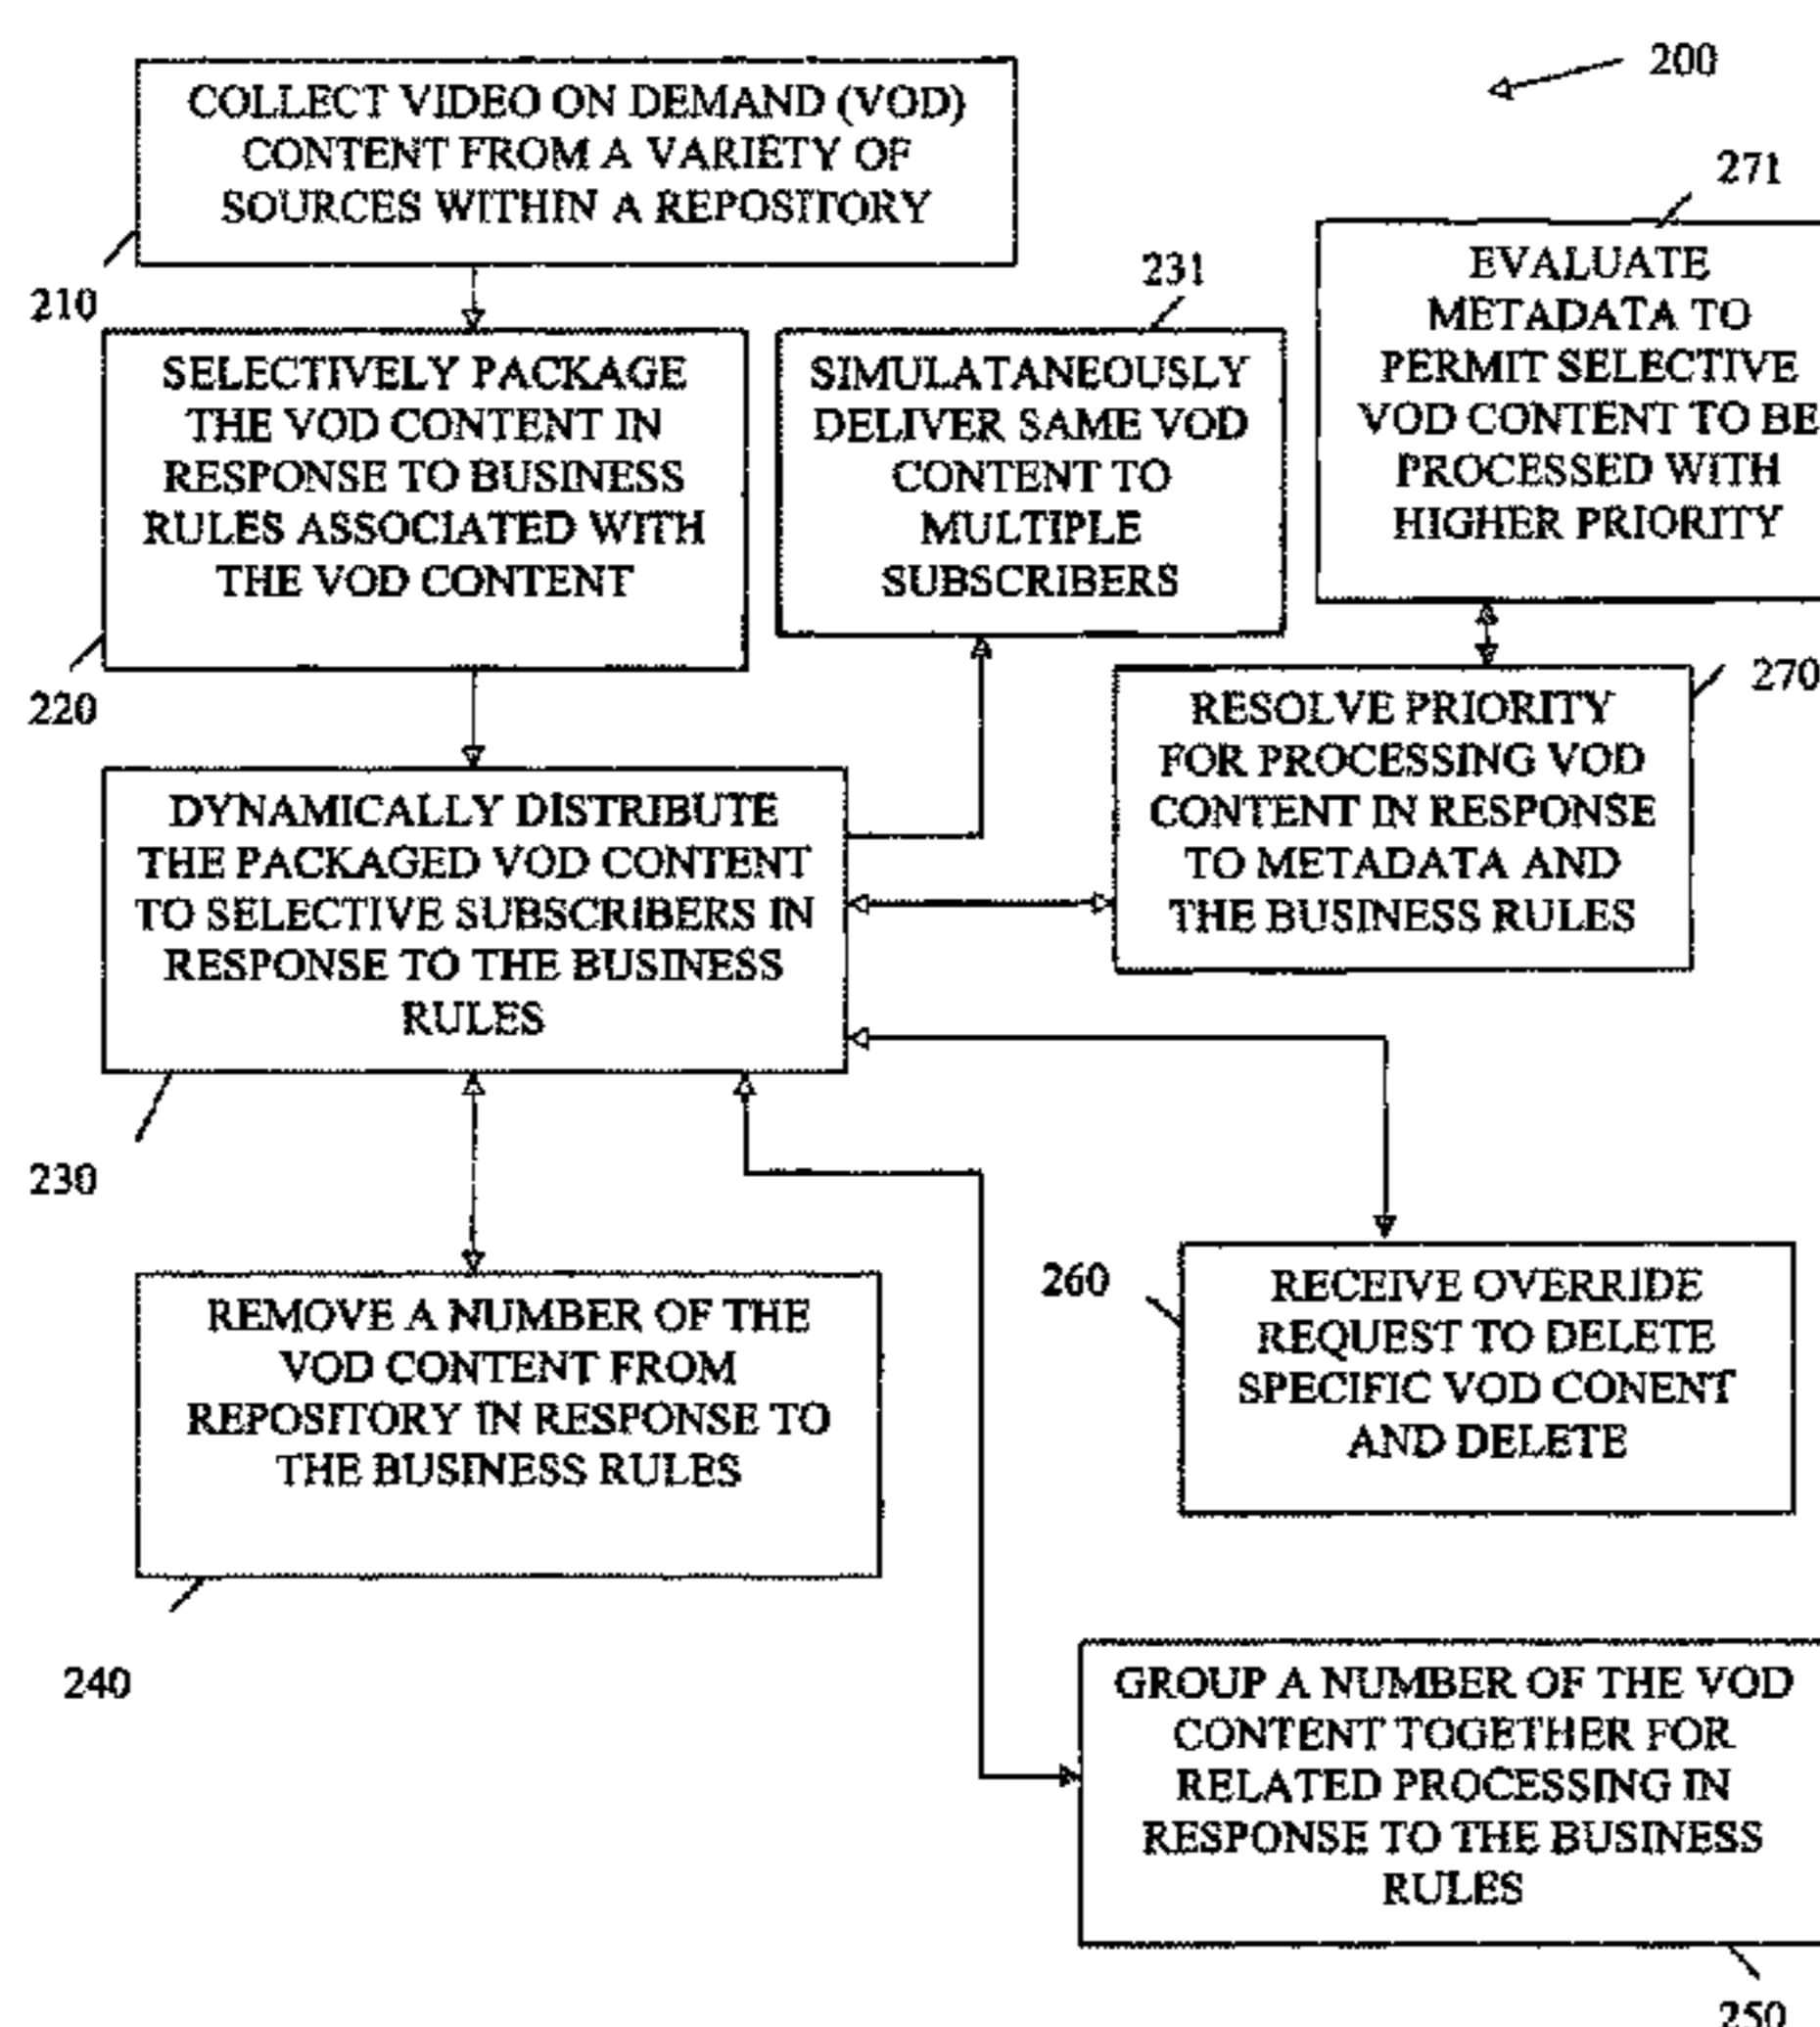 200
COLLECT VIDEO ON DEMAND (VOD)
CONTENT FROM A VARIETY OF
SOURCES WITHIN A REPOSITORY
210
271
EVALUATE
METADATA TO
PERMIT SELECTIVE
VOD CONTENT TO BE
PROCESSED WITH
HIGHER PRIORITY
231
SIMULATANEOUSLY
DELIVER SAME VOD
CONTENT TO
MULTIPLE
SUBSCRIBERS
SELECTIVELY PACKAGE
THE VOD CONTENT IN
RESPONSE TO BUSINESS
RULES ASSOCIATED WITH
THE VOD CONTENT
220
270
RESOLVE PRIORITY
FOR PROCESSING VOD
CONTENT IN RESPONSE
TO METADATA AND
THE BUSINESS RULES
DYNAMICALLY DISTRIBUTE
THE PACKAGED VOD CONTENT
TO SELECTIVE SUBSCRIBERS IN
RESPONSE TO THE BUSINESS
RULES
230
260
RECEIVE OVERRIDE
REQUEST TO DELETE
SPECIFIC VOD CONENT
AND DELETE
REMOVE A NUMBER OF THE
VOD CONTENT FROM
REPOSITORY IN RESPONSE TO
THE BUSINESS RULES
240
GROUP A NUMBER OF THE VOD
CONTENT TOGETHER FOR
RELATED PROCESSING IN
RESPONSE TO THE BUSINESS
RULES
250